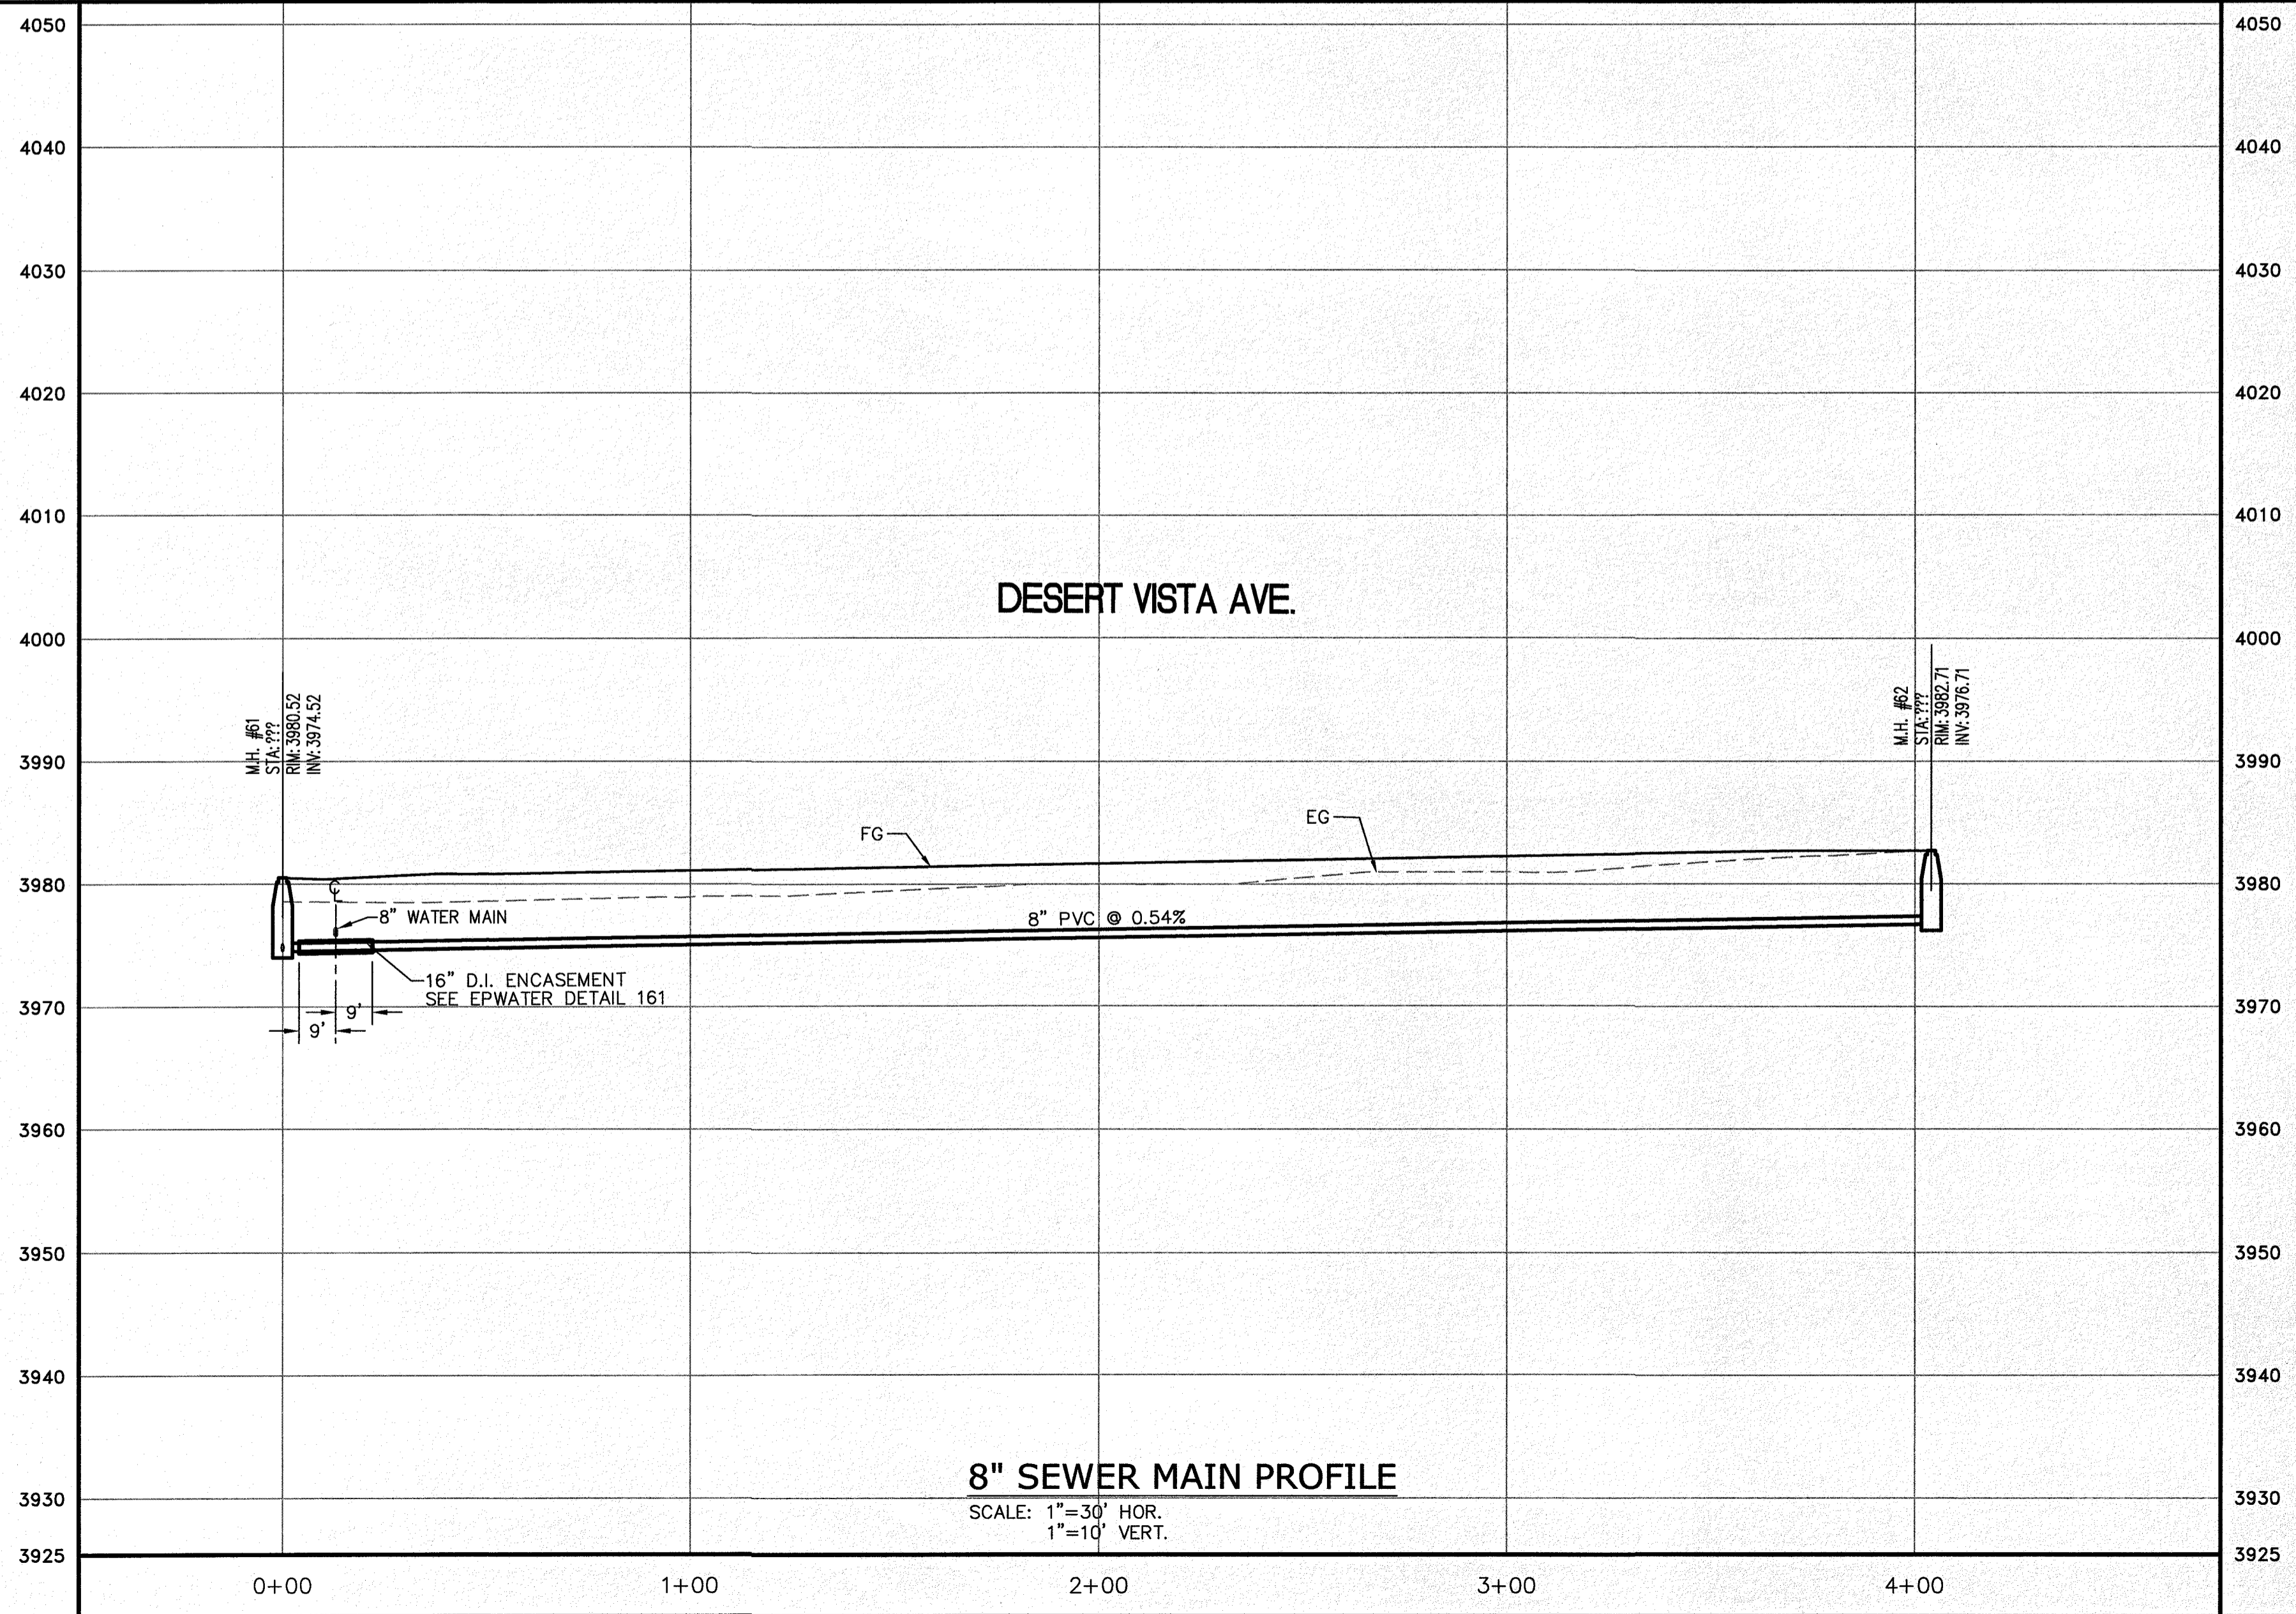 4050 4050
4040 4040
4030 4030
4020 4020
4010 4010
DESERT VISTA AVE.
4000 4000
M.H. #61
STA: ???
RIM: 3980.52
INV: 3974.52
M.H. #62
STA: ???
RIM: 3982.71
INV: 3976.71
3990 3990
FG
EG
3980 3980
℄
8" WATER MAIN
8" PVC @ 0.54%
16" D.I. ENCASEMENT
SEE EPWATER DETAIL 161
3970 3970
9'
9'
3960 3960
3950 3950
3940 3940
8" SEWER MAIN PROFILE
3930 3930
SCALE: 1"=30' HOR.
1"=10' VERT.
3925 3925
0+00 1+00 2+00 3+00 4+00